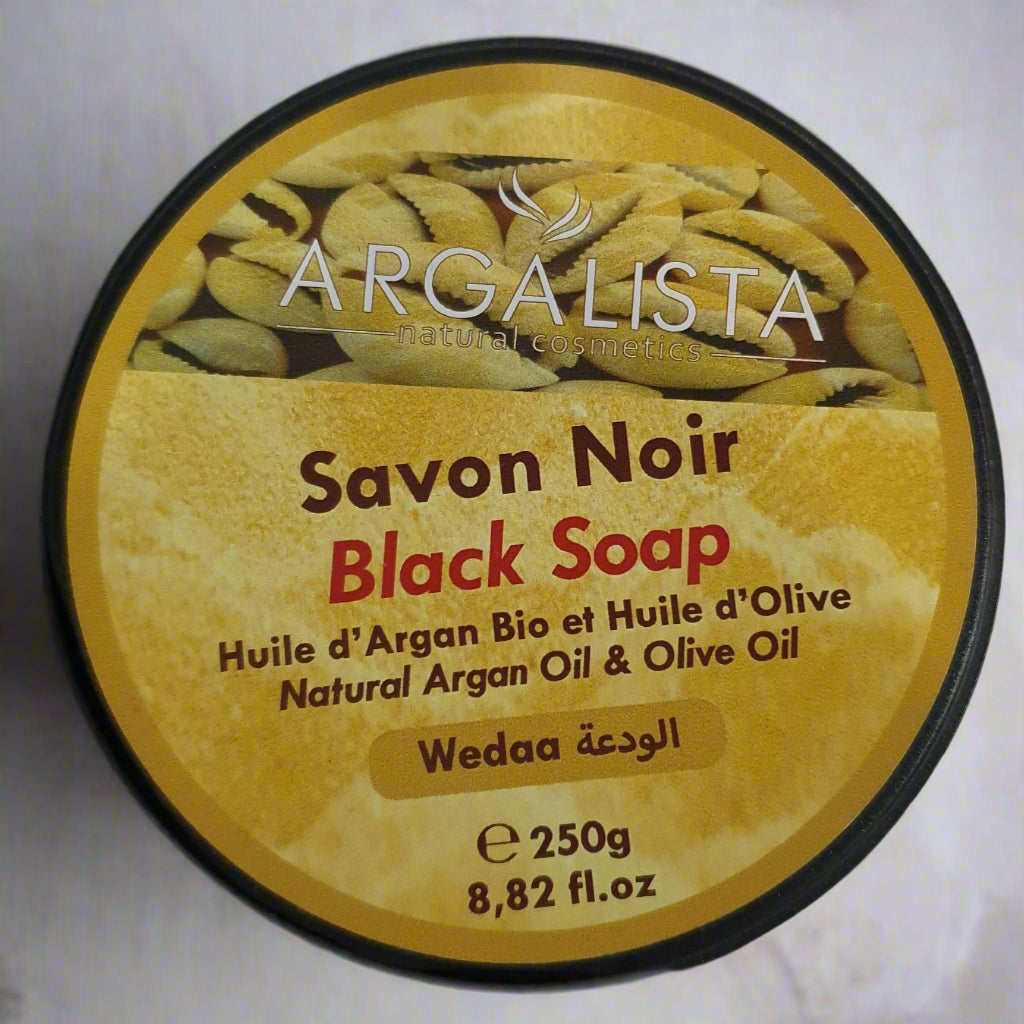 ARGALISTA
natural cosmetics
Savon Noir
Black Soap
Huile d'Argan Bio et Huile d'Olive
Natural Argan Oil & Olive Oil
Wedaa الودعة
℮ 250g
8,82 fl.oz